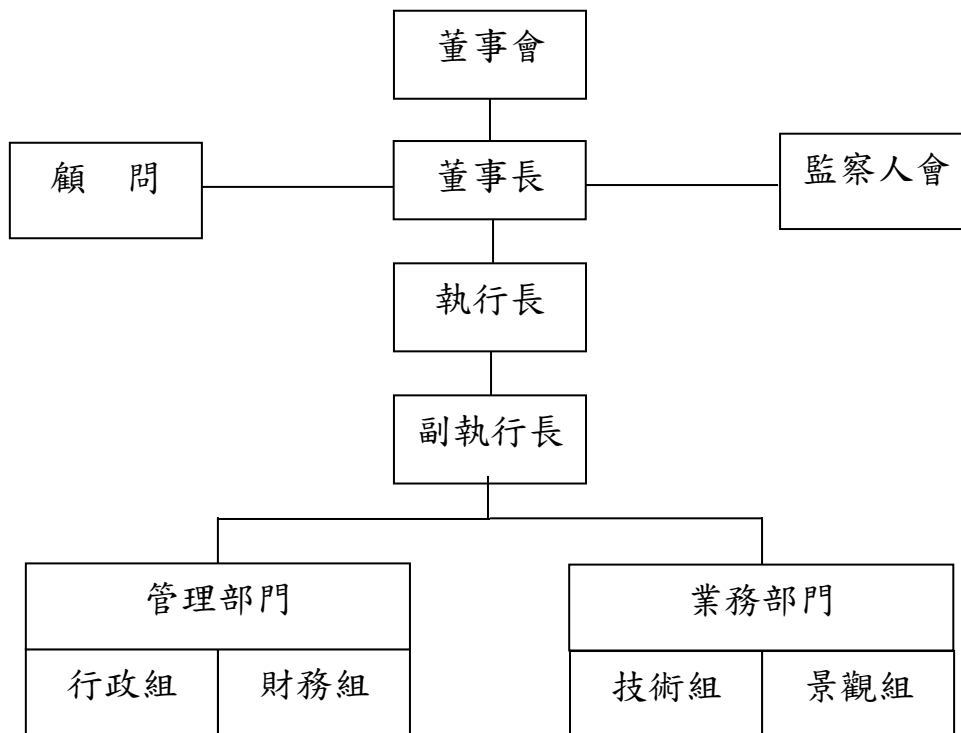 董事會
顧　問
董事長
監察人會
執行長
副執行長
管理部門
業務部門
行政組
財務組
技術組
景觀組